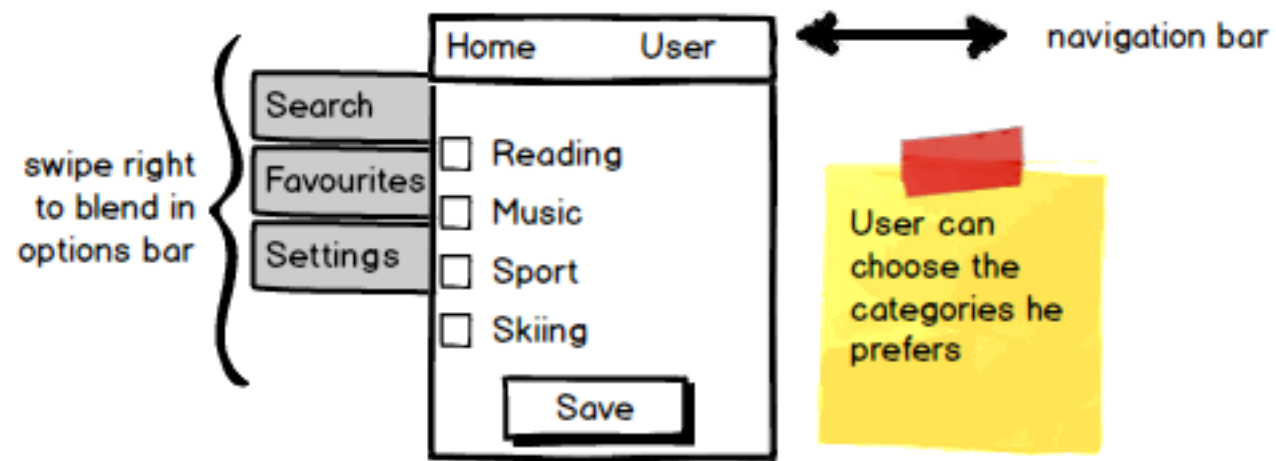 Home User
navigation bar
Search
Favourites
Settings
swipe right
to blend in
options bar
Reading
Music
Sport
Skiing
Save
User can
choose the
categories he
prefers